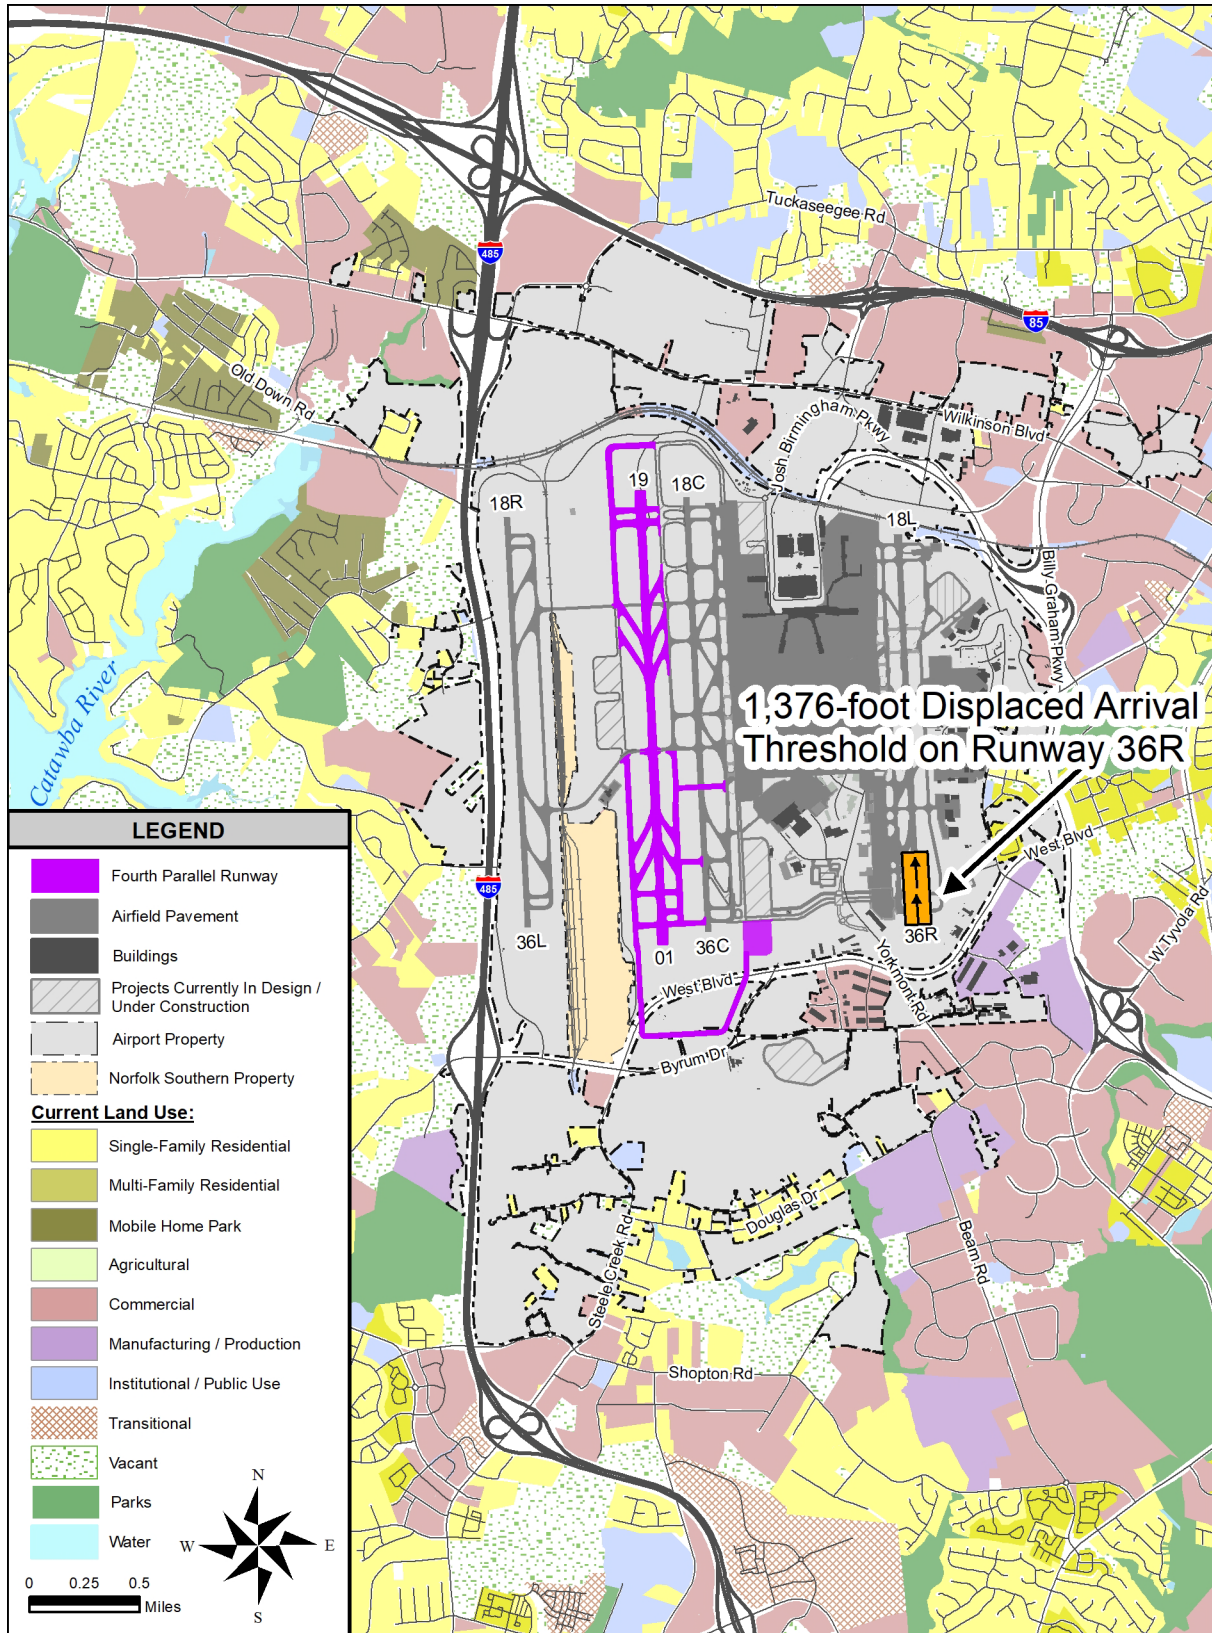 Tuckaseegee Rd
485
85
Old Down Rd
Josh Birmingham Pkwy
Wilkinson Blvd
18R
19
18C
18L
Billy Graham Pkwy
Catawba River
1,376-foot Displaced Arrival
Threshold on Runway 36R
West Blvd
W Tyvola Rd
485
36L
01
36C
36R
West Blvd
Yorkmont Rd
Byrum Dr
Douglas Dr
Steele Creek Rd
Beam Rd
Shopton Rd
LEGEND
Fourth Parallel Runway
Airfield Pavement
Buildings
Projects Currently In Design /
Under Construction
Airport Property
Norfolk Southern Property
Current Land Use:
Single-Family Residential
Multi-Family Residential
Mobile Home Park
Agricultural
Commercial
Manufacturing / Production
Institutional / Public Use
Transitional
Vacant
Parks
Water
N
W
E
S
0 0.25 0.5
Miles